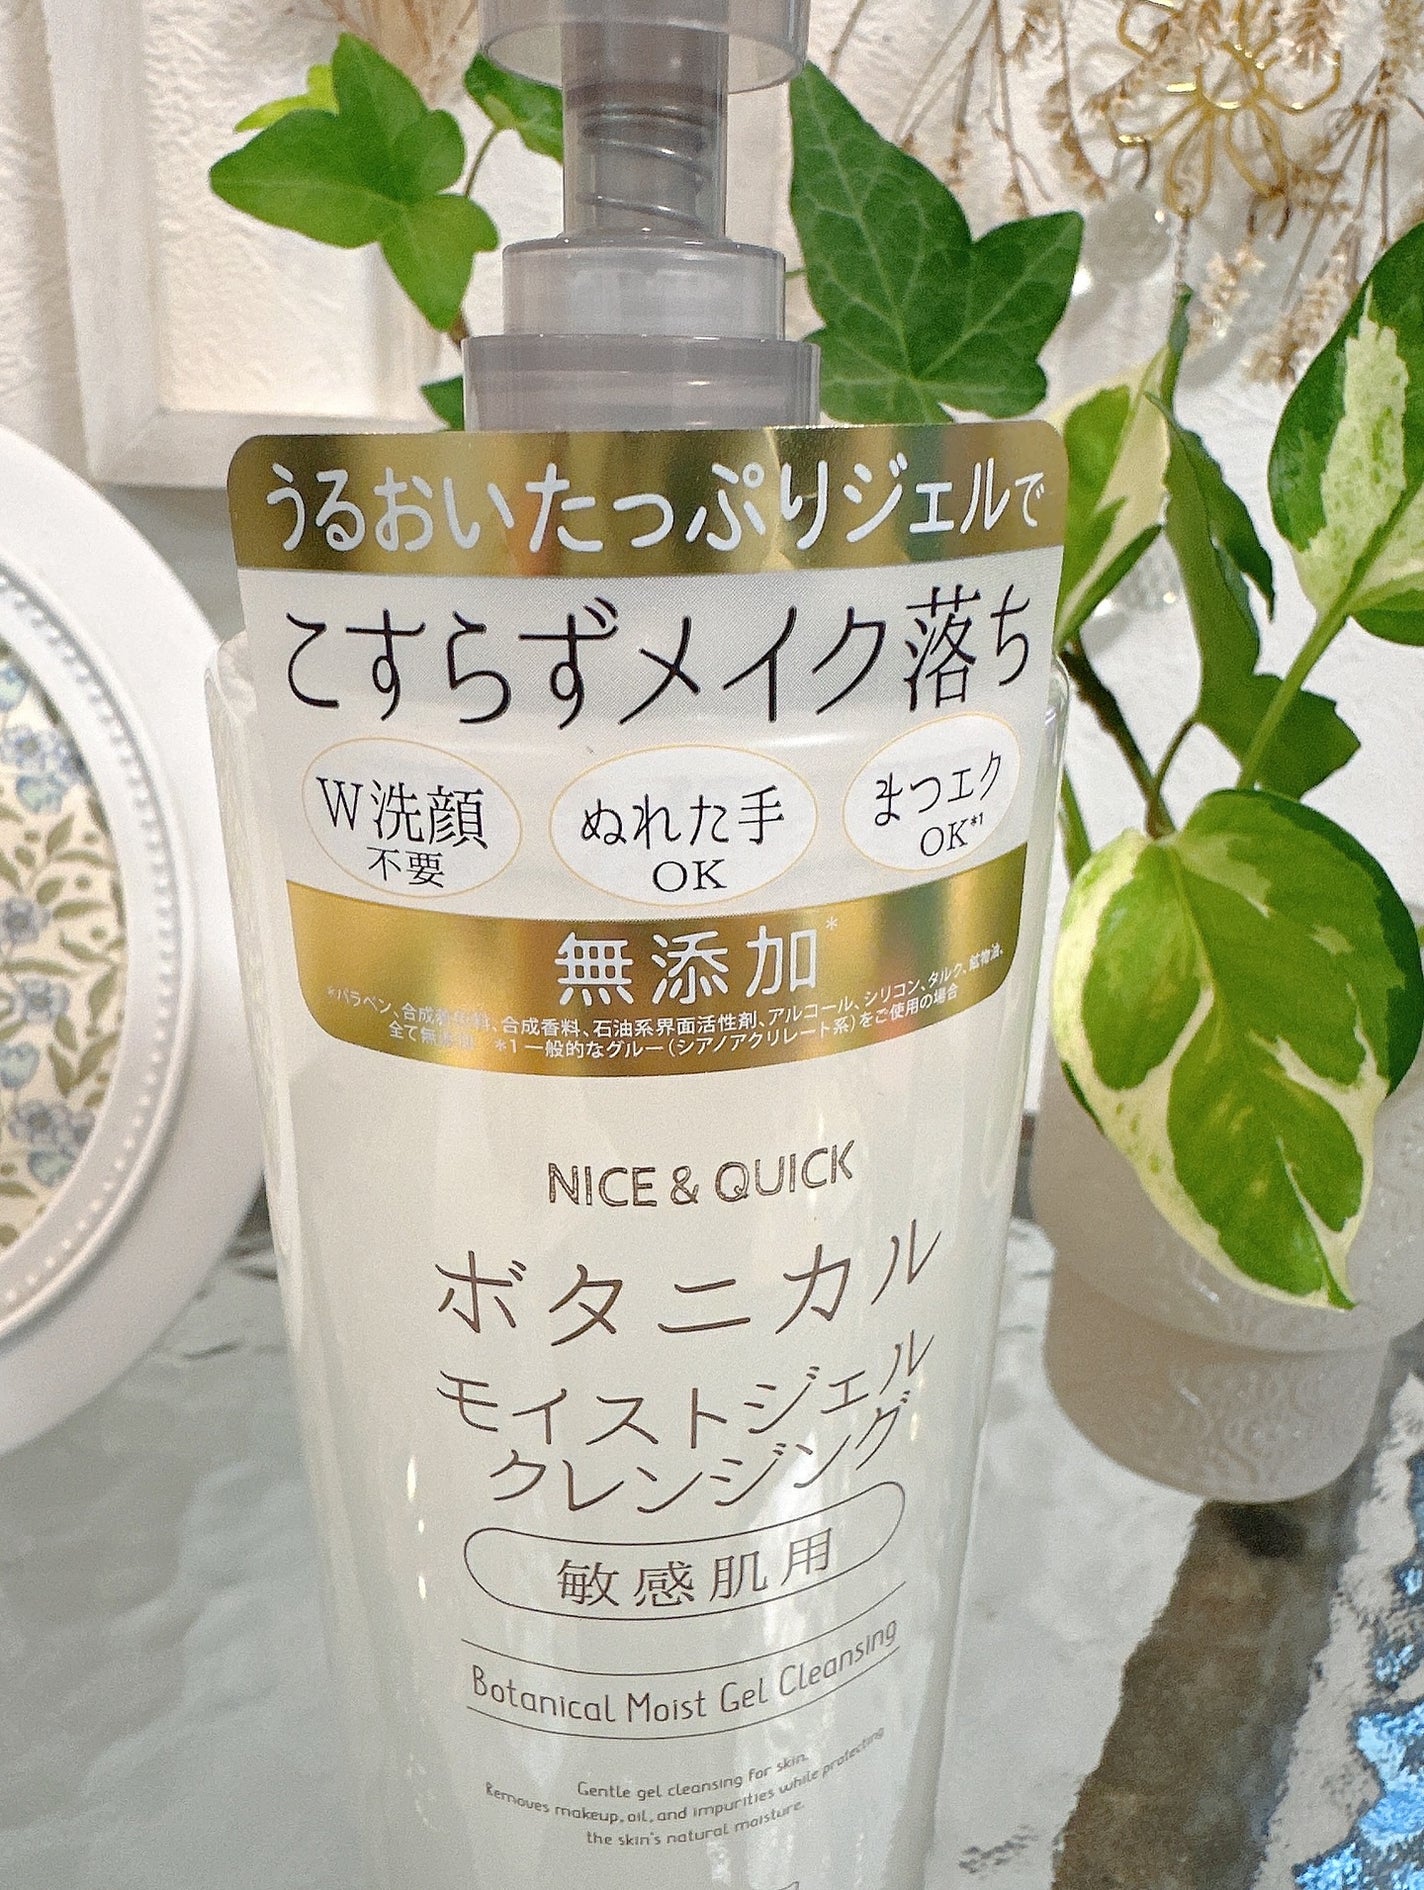 うるおいたっぷりジェルで
こすらずメイク落ち
W洗顔
不要
ぬれた手
OK
まつエク
OK*1
無添加*
*パラベン、合成着色料、合成香料、石油系界面活性剤、アルコール、シリコン、タルク、鉱物油、
全て無添加 *1 一般的なグルー(シアノアクリレート系)をご使用の場合
NICE & QUICK
ボタニカル
モイストジェル
クレンジング
敏感肌用
Botanical Moist Gel Cleansing
Gentle gel cleansing for skin.
Removes makeup, oil, and impurities while protecting
the skin's natural moisture.